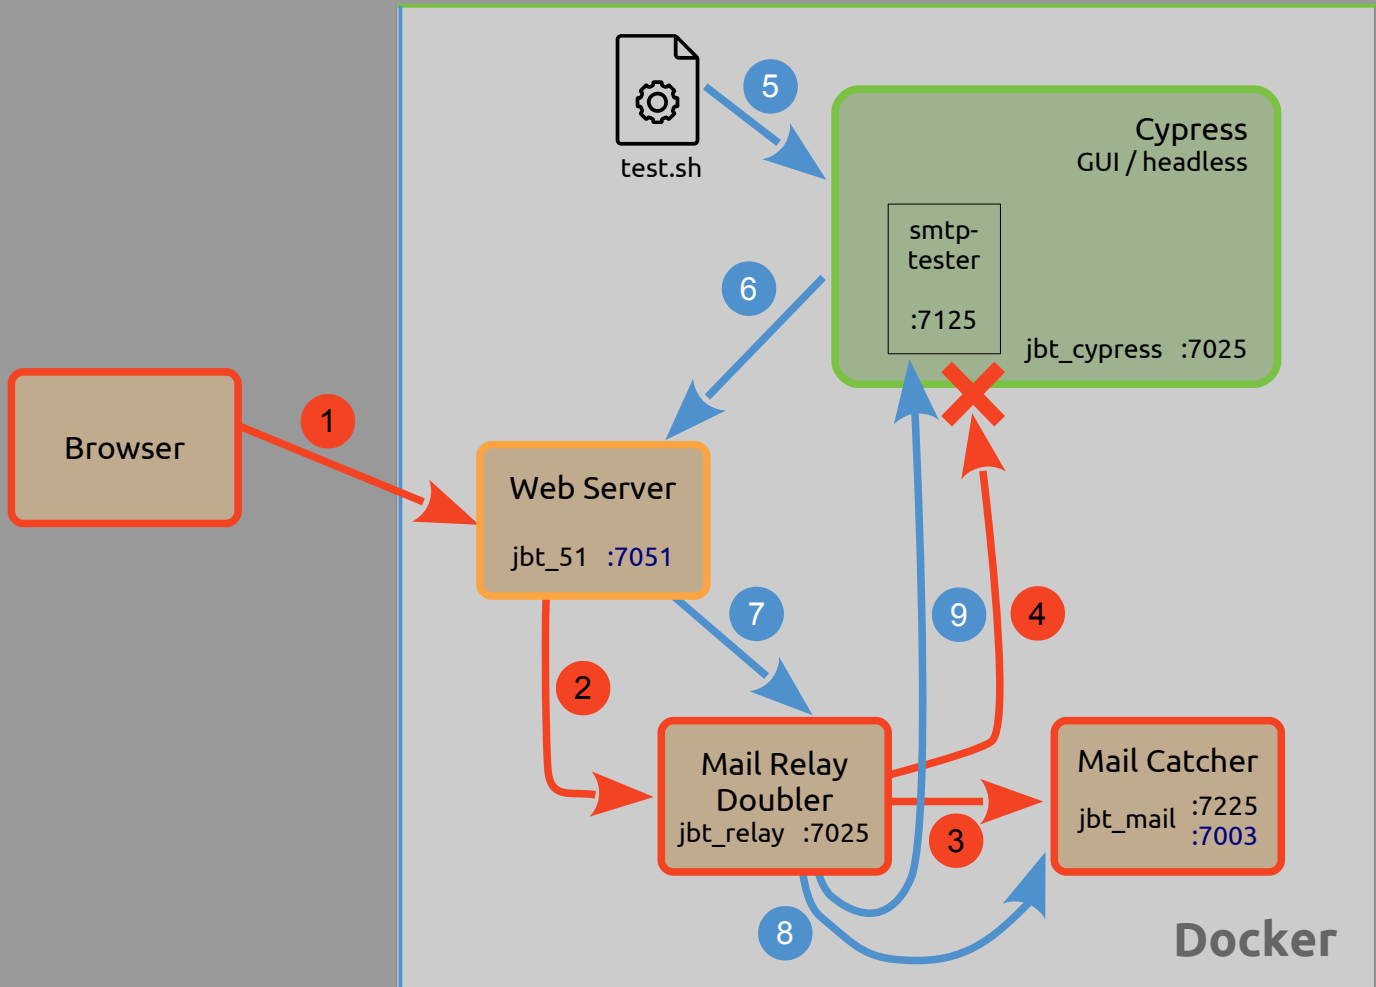 5
test.sh
Cypress
GUI / headless
smtp-
tester
:7125
jbt_cypress :7025
6
1
Browser
Web Server
jbt_51 :7051
7
9
4
2
Mail Relay
Doubler
jbt_relay :7025
3
Mail Catcher
jbt_mail :7225
:7003
8
Docker